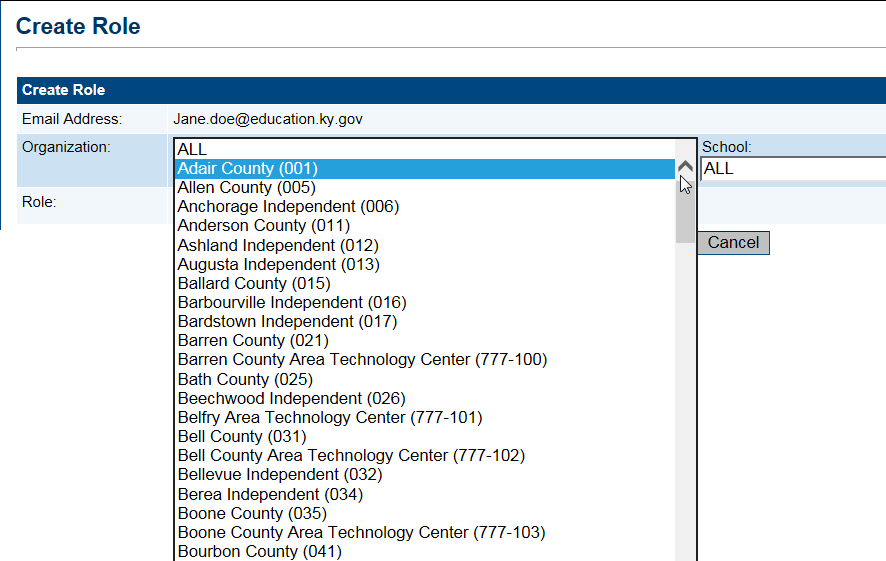 Create Role
Create Role
Email Address: Jane.doe@education.ky.gov
Organization:
School:
ALL
Role:
Cancel
ALL
Adair County (001)
Allen County (005)
Anchorage Independent (006)
Anderson County (011)
Ashland Independent (012)
Augusta Independent (013)
Ballard County (015)
Barbourville Independent (016)
Bardstown Independent (017)
Barren County (021)
Barren County Area Technology Center (777-100)
Bath County (025)
Beechwood Independent (026)
Belfry Area Technology Center (777-101)
Bell County (031)
Bell County Area Technology Center (777-102)
Bellevue Independent (032)
Berea Independent (034)
Boone County (035)
Boone County Area Technology Center (777-103)
Bourbon County (041)